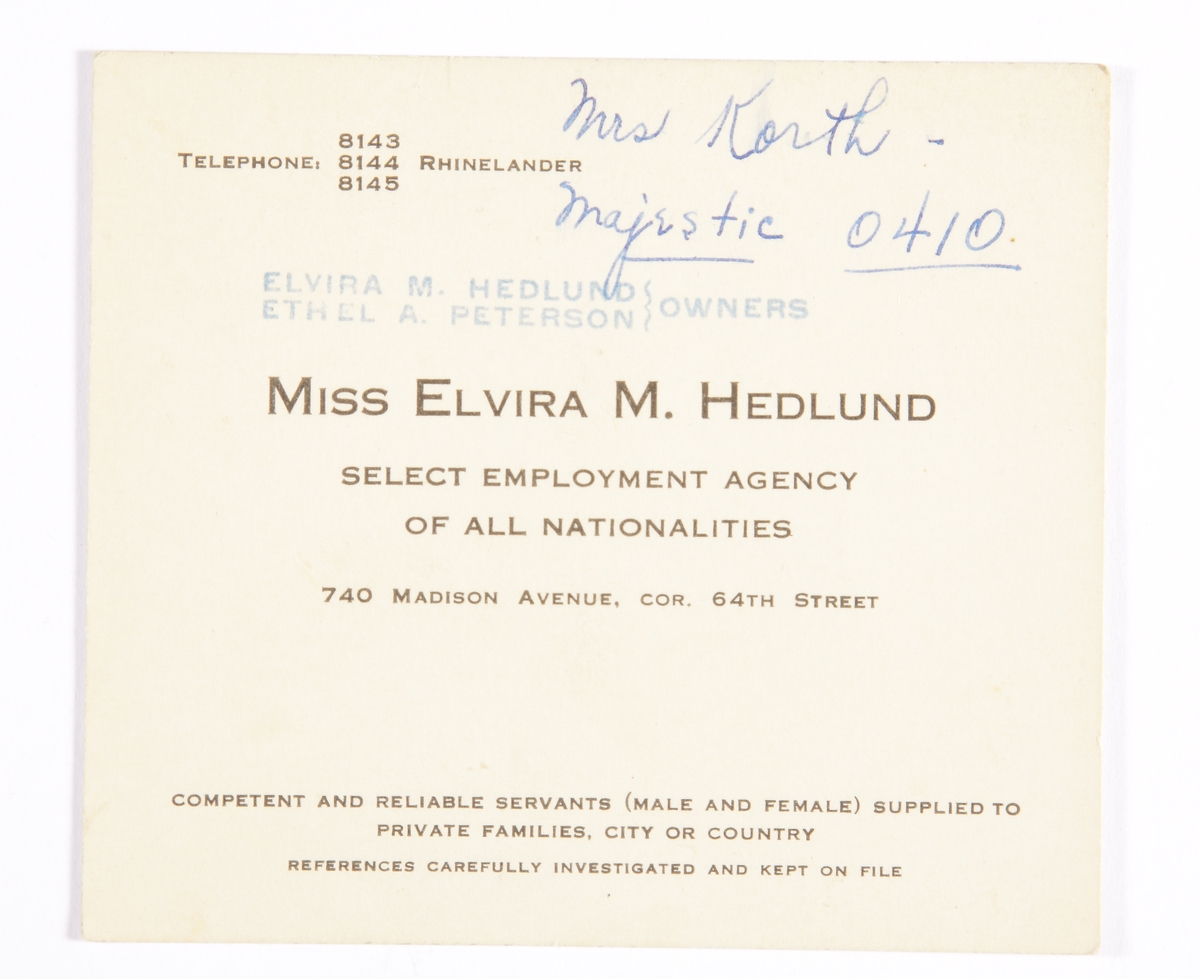 Mrs Korth -
Majestic 0410
8143
TELEPHONE: 8144 RHINELANDER
8145
ELVIRA M. HEDLUND
ETHEL A. PETERSON } OWNERS
MISS ELVIRA M. HEDLUND
SELECT EMPLOYMENT AGENCY
OF ALL NATIONALITIES
740 MADISON AVENUE, COR. 64TH STREET
COMPETENT AND RELIABLE SERVANTS (MALE AND FEMALE) SUPPLIED TO
PRIVATE FAMILIES, CITY OR COUNTRY
REFERENCES CAREFULLY INVESTIGATED AND KEPT ON FILE